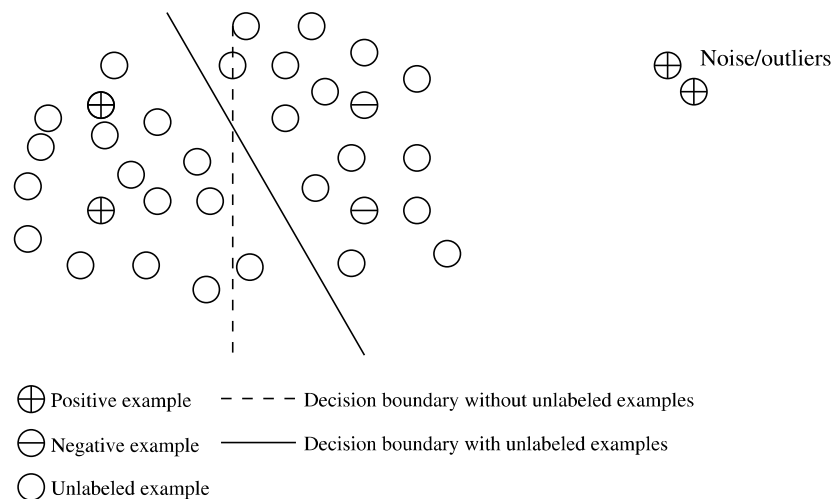 Noise/outliers
Positive example
Decision boundary without unlabeled examples
Negative example
Decision boundary with unlabeled examples
Unlabeled example